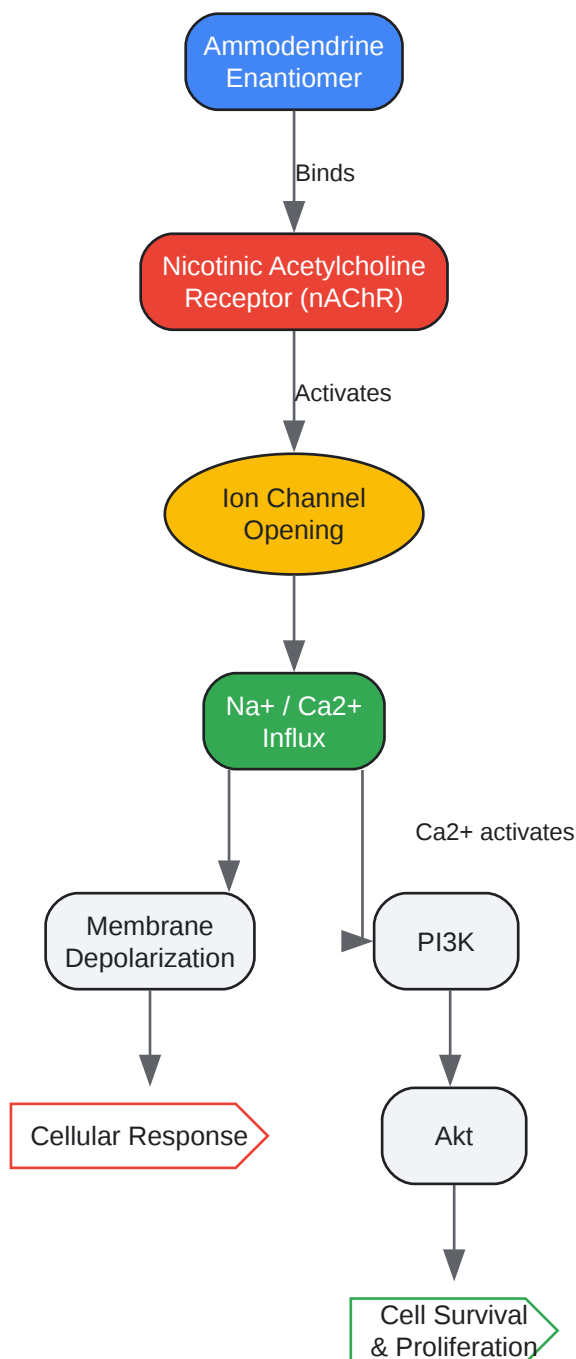 Ammodendrine
Enantiomer
Binds
Nicotinic Acetylcholine
Receptor (nAChR)
Activates
Ion Channel
Opening
Na+ / Ca2+
Influx
Ca2+ activates
Membrane
Depolarization
PI3K
Cellular Response
Akt
Cell Survival
& Proliferation